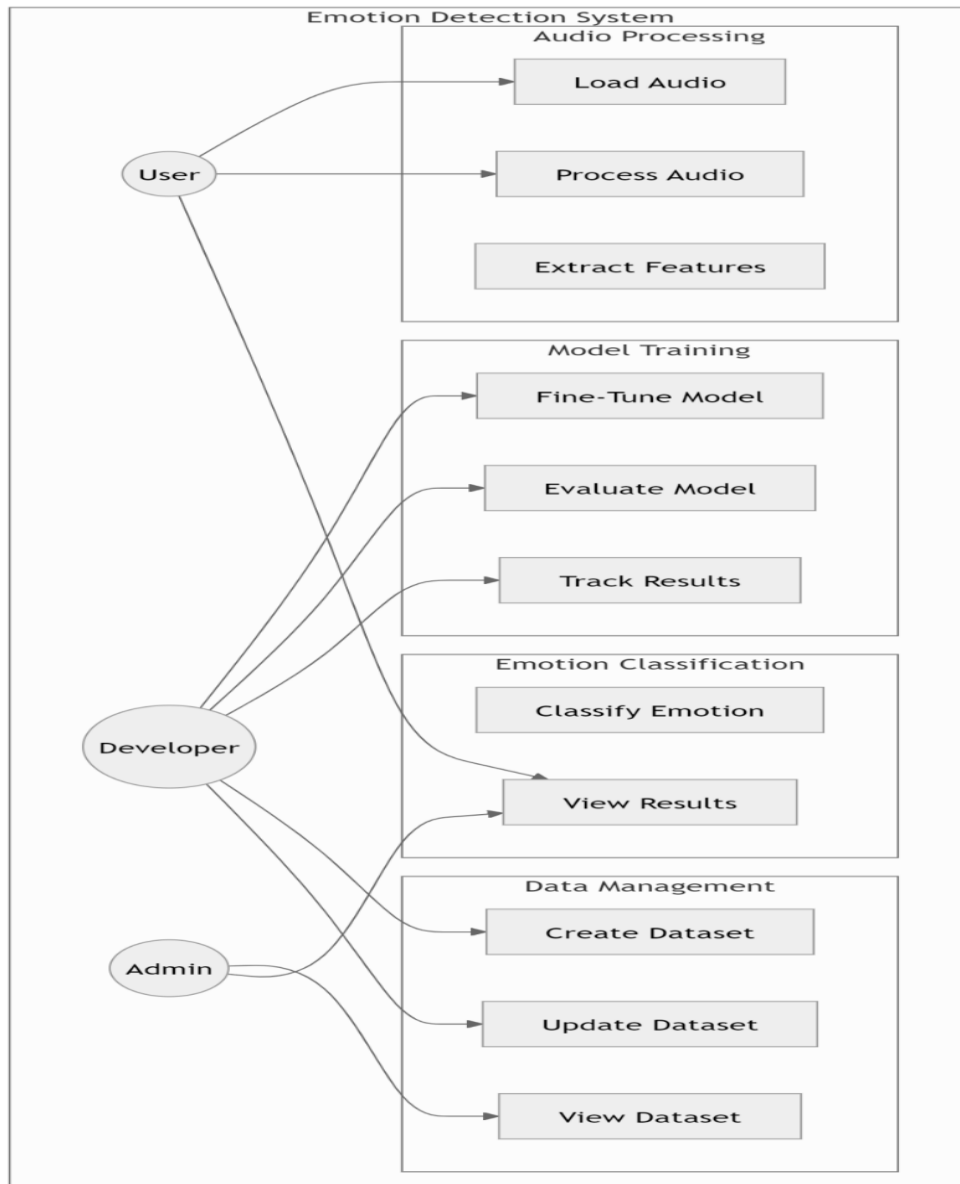 Emotion Detection System
Audio Processing
Load Audio
User
Process Audio
Extract Features
Model Training
Fine-Tune Model
Evaluate Model
Track Results
Emotion Classification
Classify Emotion
Developer
View Results
Data Management
Create Dataset
Admin
Update Dataset
View Dataset